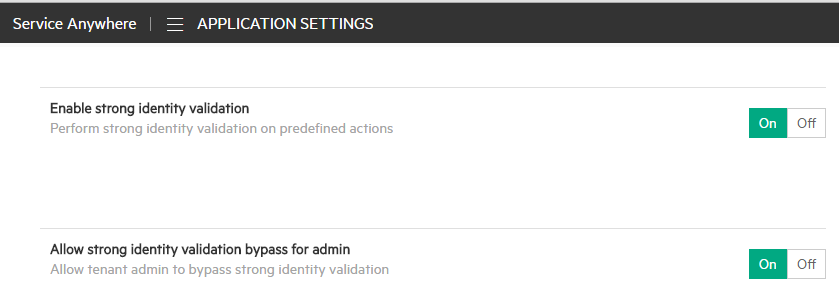 Service Anywhere | ☰ APPLICATION SETTINGS
Enable strong identity validation
Perform strong identity validation on predefined actions
On Off
Allow strong identity validation bypass for admin
Allow tenant admin to bypass strong identity validation
On Off